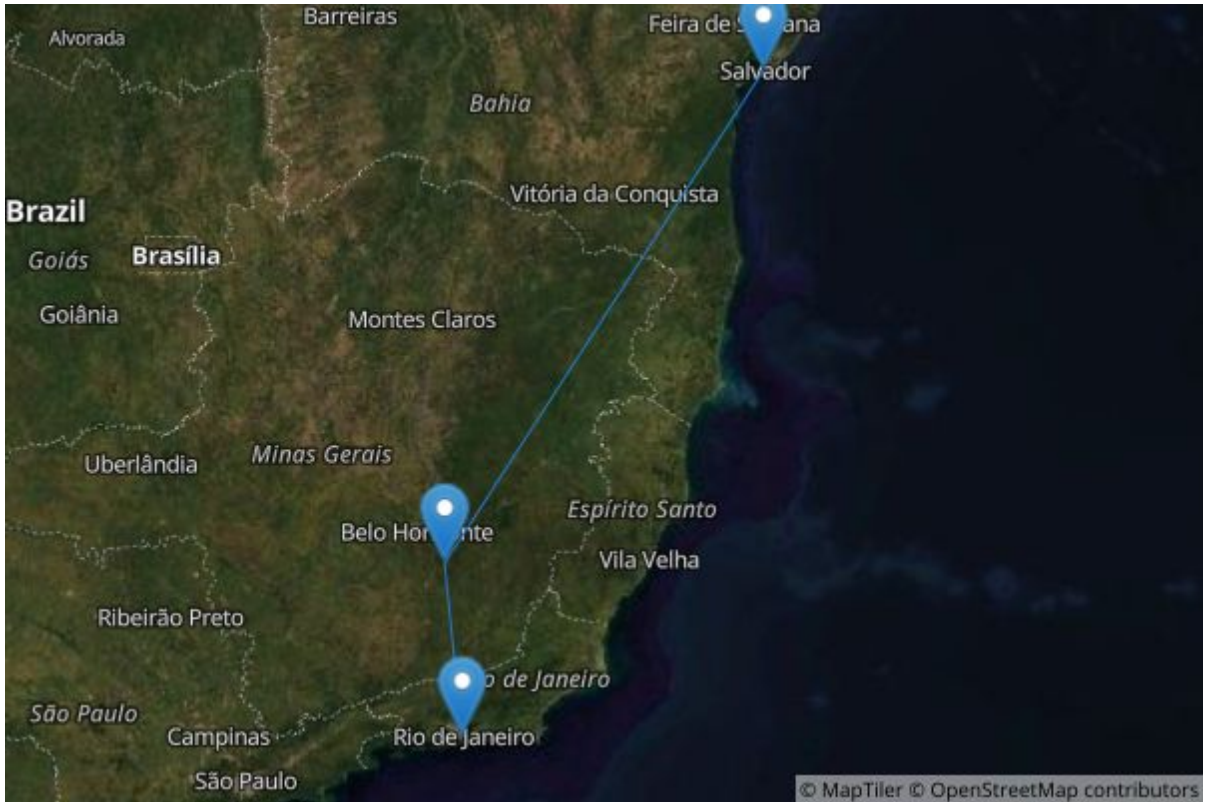 Barreiras
Feira de S ana
Alvorada
Salvador
Bahia
Vitória da Conquista
Brazil
Goiás
Brasília
Goiânia
Montes Claros
Minas Gerais
Uberlândia
Espírito Santo
Belo Hor nte
Vila Velha
Ribeirão Preto
o de Janeiro
São Paulo
Campinas
Rio de Janeiro
São Paulo
© MapTiler © OpenStreetMap contributors